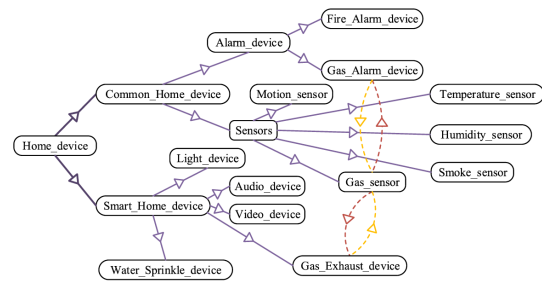 Fire_Alarm_device
Alarm_device
Gas_Alarm_device
Common_Home_device
Motion_sensor
Temperature_sensor
Sensors
Humidity_sensor
Home_device
Light_device
Smoke_sensor
Audio_device
Gas_sensor
Smart_Home_device
Video_device
Water_Sprinkle_device
Gas_Exhaust_device